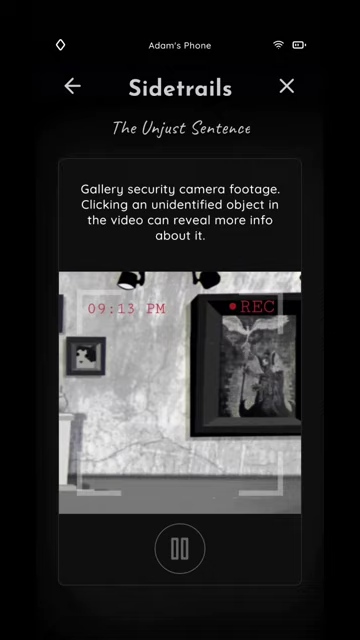 Adam's Phone
Sidetrails
The Unjust Sentence
Gallery security camera footage.
Clicking an unidentified object in
the video can reveal more info
about it.
09:13 PM
REC